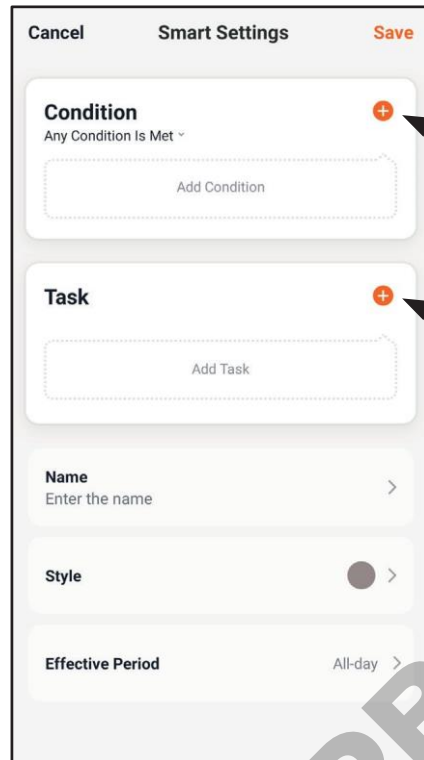 Cancel Smart Settings Save
Condition
Any Condition Is Met
Add Condition
Task
Add Task
Name
Enter the name
Style
Effective Period All-day